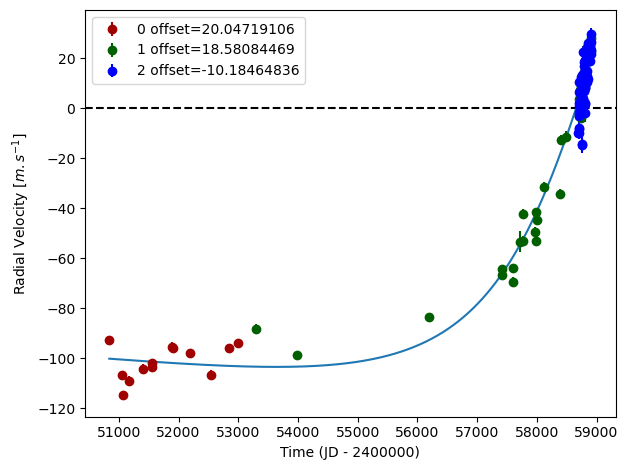 0 offset=20.04719106
1 offset=18.58084469
2 offset=-10.18464836
Radial Velocity [m.s⁻¹]
20
0
−20
−40
−60
−80
−100
−120
51000 52000 53000 54000 55000 56000 57000 58000 59000
Time (JD - 2400000)